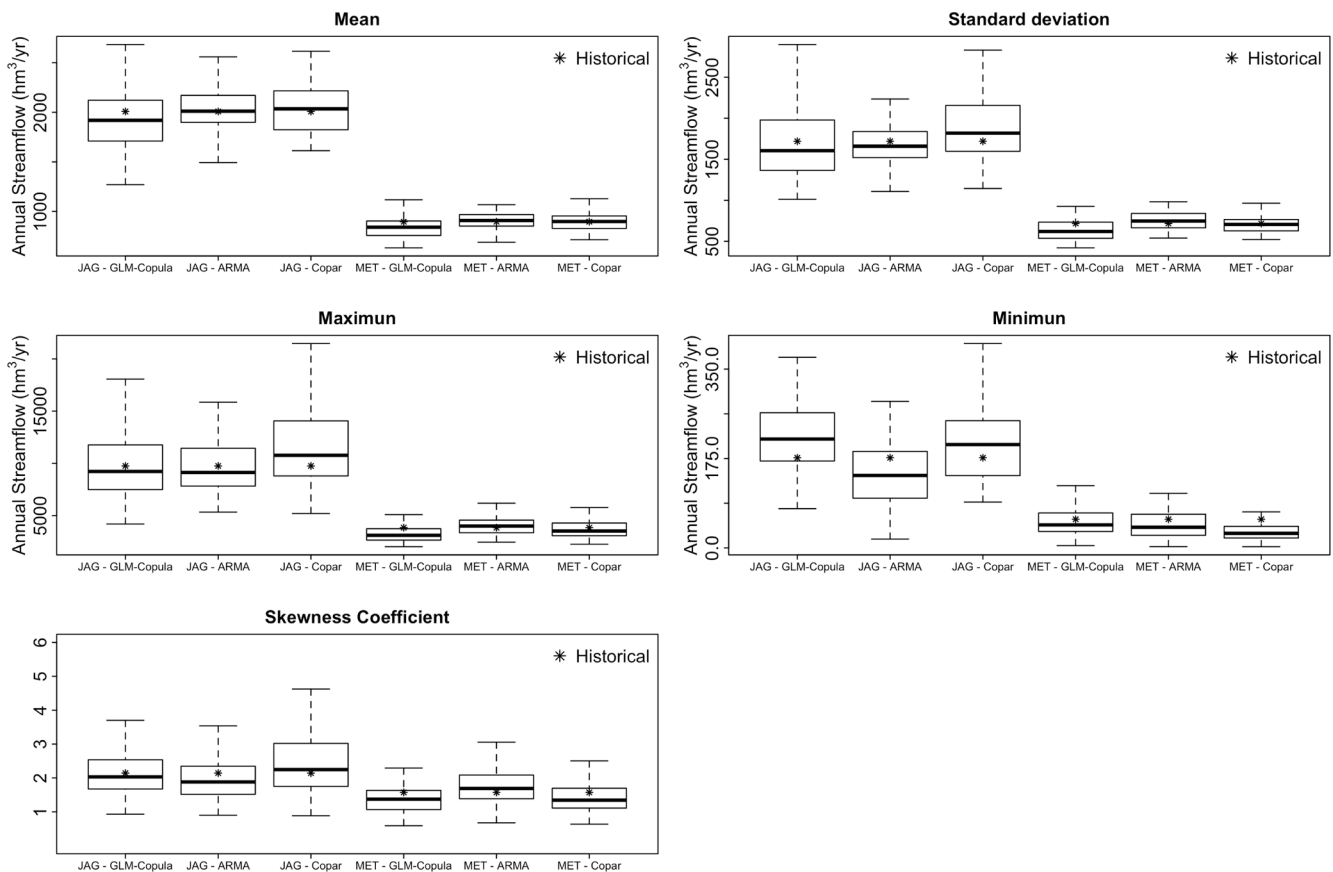 Mean
Annual Streamflow (hm³/yr)
2000
1000
✳ Historical
JAG - GLM-Copula JAG - ARMA JAG - Copar MET - GLM-Copula MET - ARMA MET - Copar
Standard deviation
Annual Streamflow (hm³/yr)
2500
1500
500
✳ Historical
JAG - GLM-Copula JAG - ARMA JAG - Copar MET - GLM-Copula MET - ARMA MET - Copar
Maximun
Annual Streamflow (hm³/yr)
15000
5000
✳ Historical
JAG - GLM-Copula JAG - ARMA JAG - Copar MET - GLM-Copula MET - ARMA MET - Copar
Minimun
Annual Streamflow (hm³/yr)
350.0
175.0
0.0
✳ Historical
JAG - GLM-Copula JAG - ARMA JAG - Copar MET - GLM-Copula MET - ARMA MET - Copar
Skewness Coefficient
6
5
4
3
2
1
✳ Historical
JAG - GLM-Copula JAG - ARMA JAG - Copar MET - GLM-Copula MET - ARMA MET - Copar